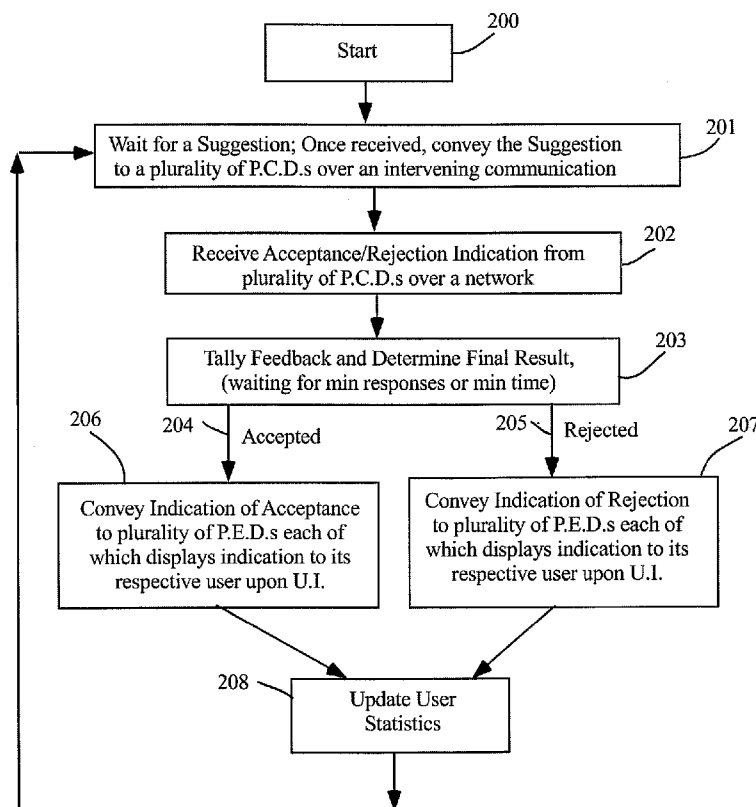 200
Start
201
Wait for a Suggestion; Once received, convey the Suggestion
to a plurality of P.C.D.s over an intervening communication
202
Receive Acceptance/Rejection Indication from
plurality of P.C.D.s over a network
203
Tally Feedback and Determine Final Result,
(waiting for min responses or min time)
206
204
Accepted
205
Rejected
207
Convey Indication of Acceptance
to plurality of P.E.D.s each of
which displays indication to its
respective user upon U.I.
Convey Indication of Rejection
to plurality of P.E.D.s each of
which displays indication to its
respective user upon U.I.
208
Update User
Statistics